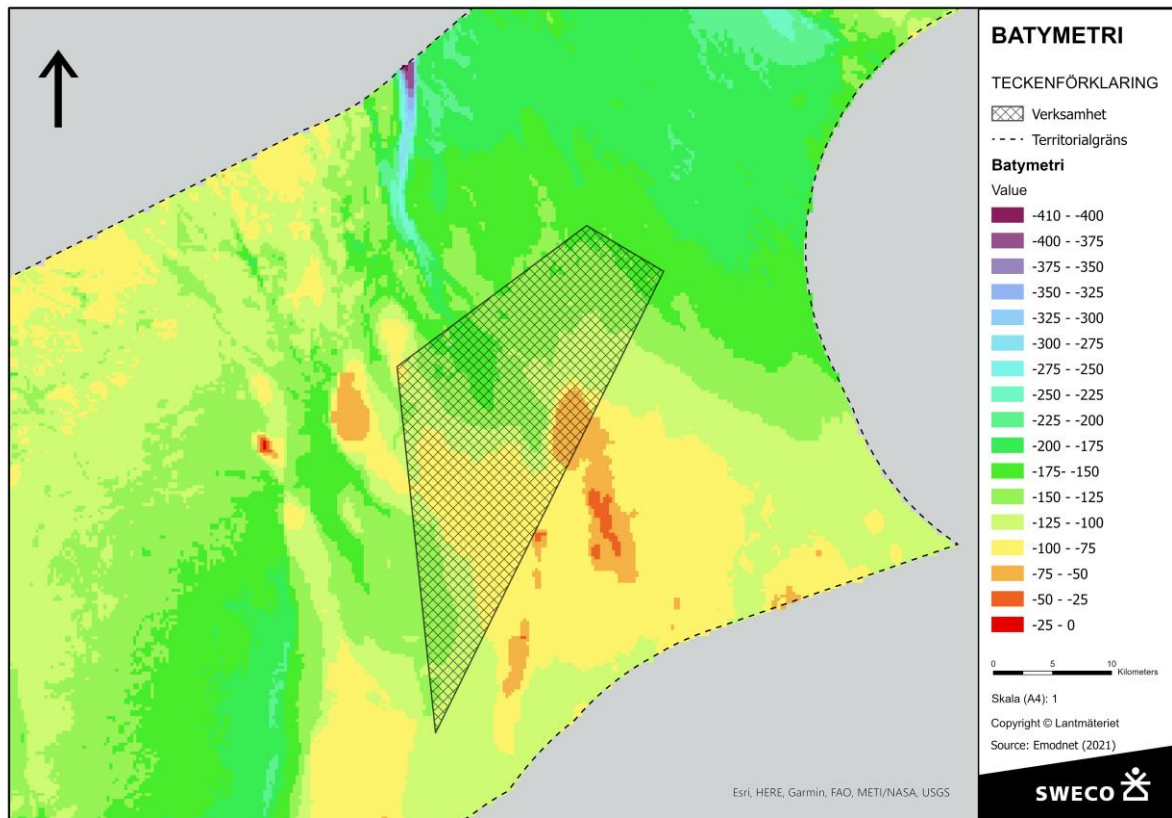 BATYMETRI
TECKENFÖRKLARING
Verksamhet
Territorialgräns
Batymetri
Value
-410 - -400
-400 - -375
-375 - -350
-350 - -325
-325 - -300
-300 - -275
-275 - -250
-250 - -225
-225 - -200
-200 - -175
-175- -150
-150 - -125
-125 - -100
-100 - -75
-75 - -50
-50 - -25
-25 - 0
0 5 10
Kilometers
Skala (A4): 1
Copyright © Lantmäteriet
Source: Emodnet (2021)
SWECO
Esri, HERE, Garmin, FAO, METI/NASA, USGS